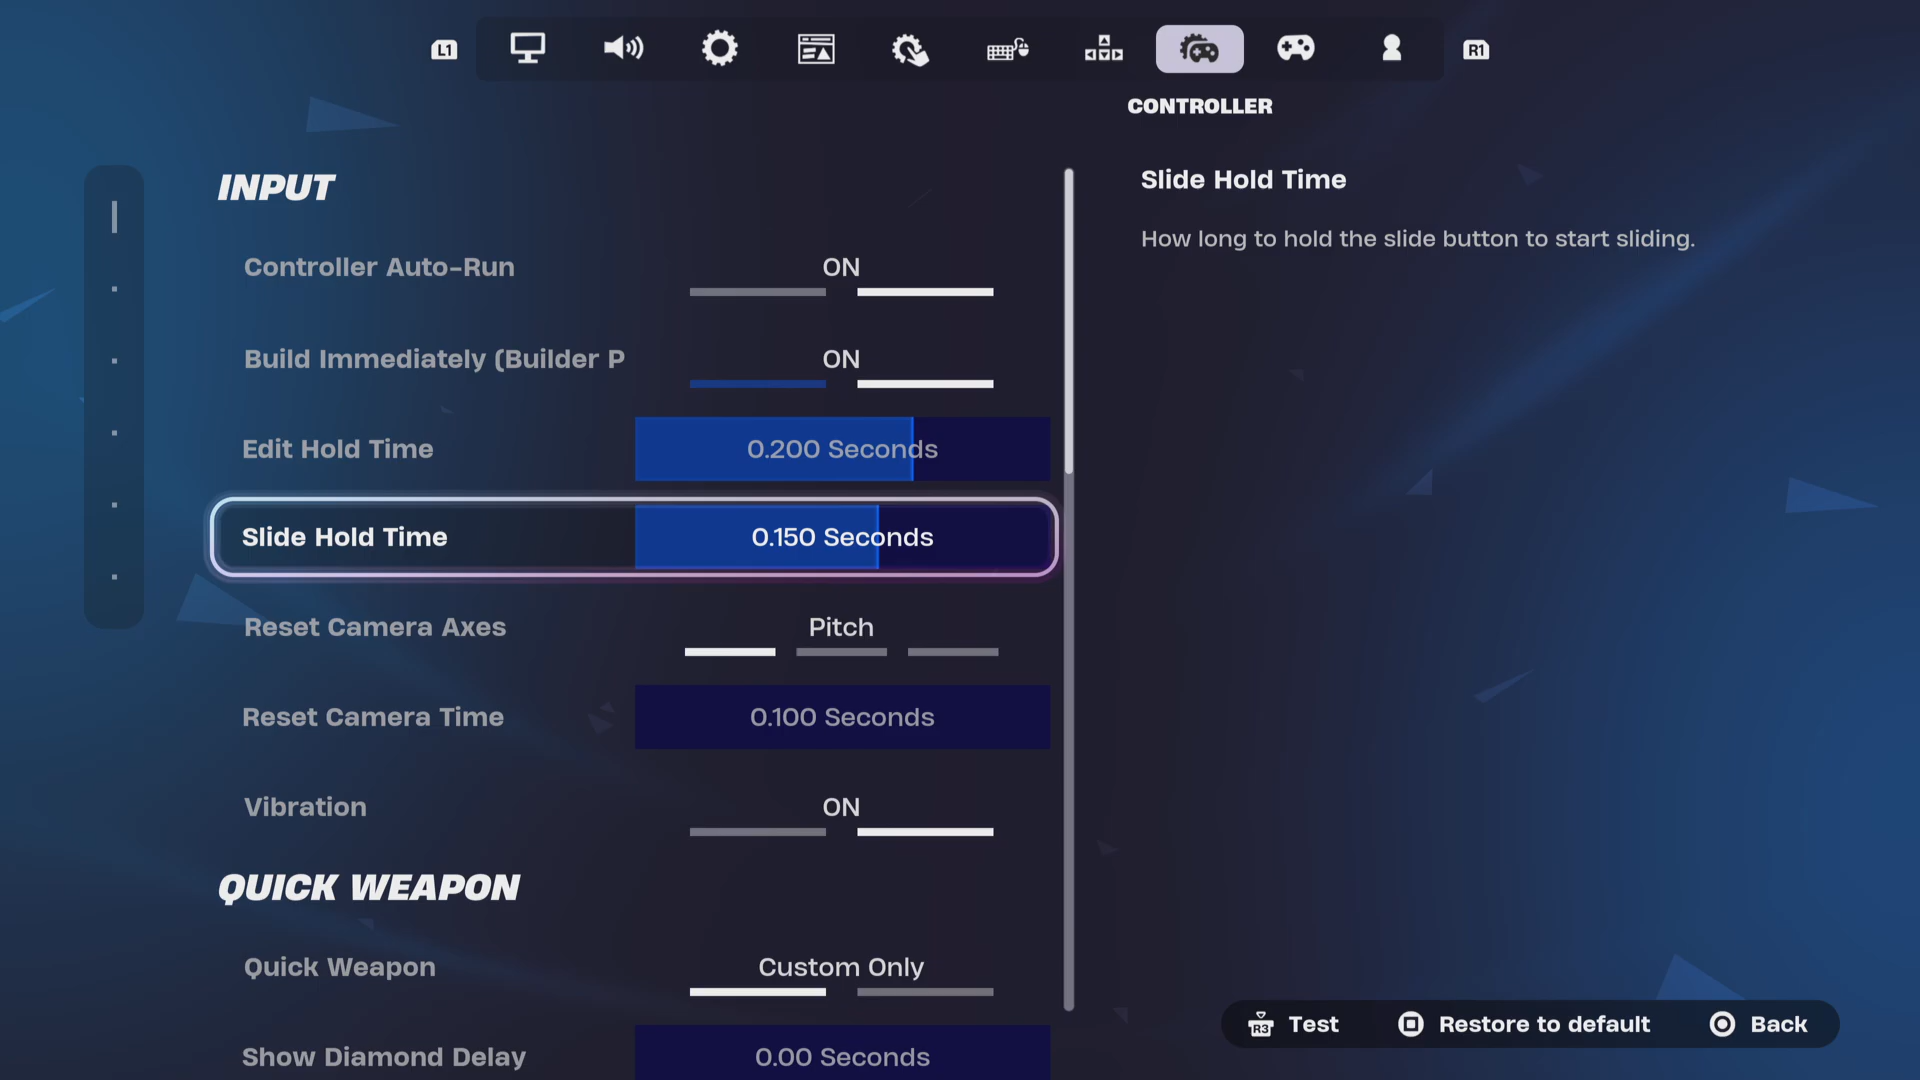 L1
R1
CONTROLLER
INPUT
Controller Auto-Run
ON
Build Immediately (Builder P
ON
Edit Hold Time
0.200 Seconds
Slide Hold Time
0.150 Seconds
Reset Camera Axes
Pitch
Reset Camera Time
0.100 Seconds
Vibration
ON
QUICK WEAPON
Quick Weapon
Custom Only
Show Diamond Delay
0.00 Seconds
Slide Hold Time
How long to hold the slide button to start sliding.
R3 Test
Restore to default
Back